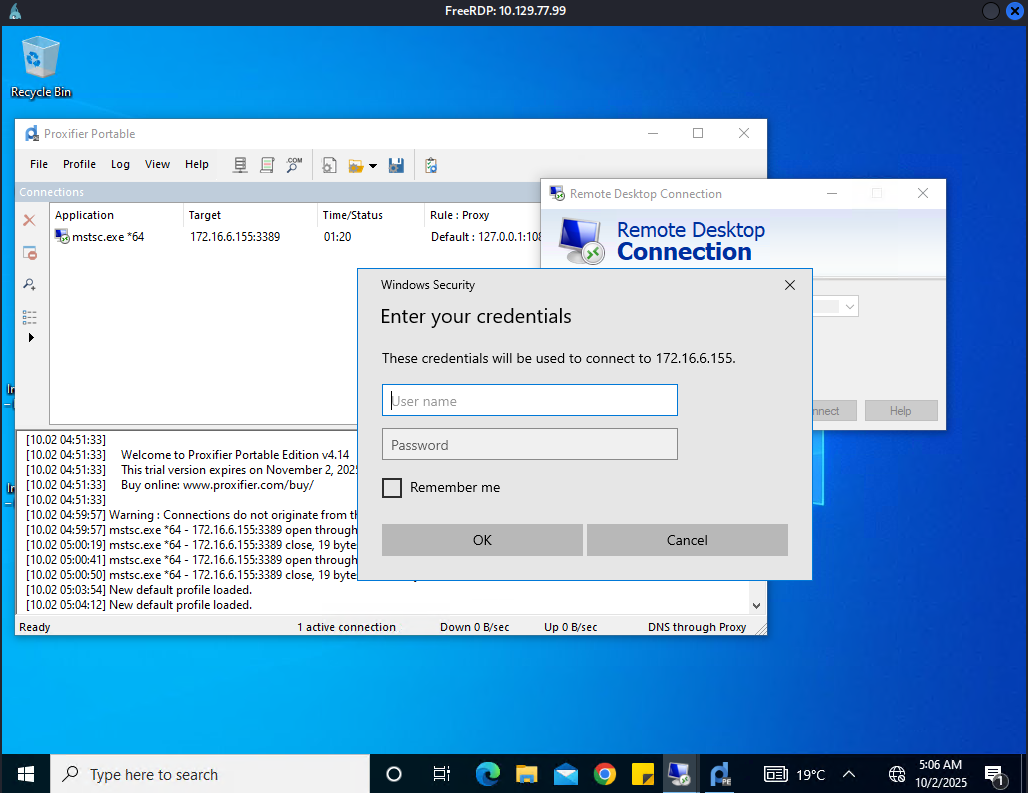 FreeRDP: 10.129.77.99
Recycle Bin
Proxifier Portable
File Profile Log View Help
.COM
Connections
Application Target Time/Status Rule : Proxy
mstsc.exe *64 172.16.6.155:3389 01:20 Default : 127.0.0.1:108
Remote Desktop Connection
Remote Desktop
Connection
nnect
Help
Windows Security
Enter your credentials
These credentials will be used to connect to 172.16.6.155.
User name
Password
Remember me
OK
Cancel
[10.02 04:51:33]
[10.02 04:51:33] Welcome to Proxifier Portable Edition v4.14
[10.02 04:51:33] This trial version expires on November 2, 202
[10.02 04:51:33] Buy online: www.proxifier.com/buy/
[10.02 04:51:33]
[10.02 04:59:57] Warning : Connections do not originate from th
[10.02 04:59:57] mstsc.exe *64 - 172.16.6.155:3389 open through
[10.02 05:00:19] mstsc.exe *64 - 172.16.6.155:3389 close, 19 byte
[10.02 05:00:41] mstsc.exe *64 - 172.16.6.155:3389 open through
[10.02 05:00:50] mstsc.exe *64 - 172.16.6.155:3389 close, 19 byte
[10.02 05:03:54] New default profile loaded.
[10.02 05:04:12] New default profile loaded.
Ready 1 active connection Down 0 B/sec Up 0 B/sec DNS through Proxy
In
In
Type here to search
PE
19°C
5:06 AM
10/2/2025
1